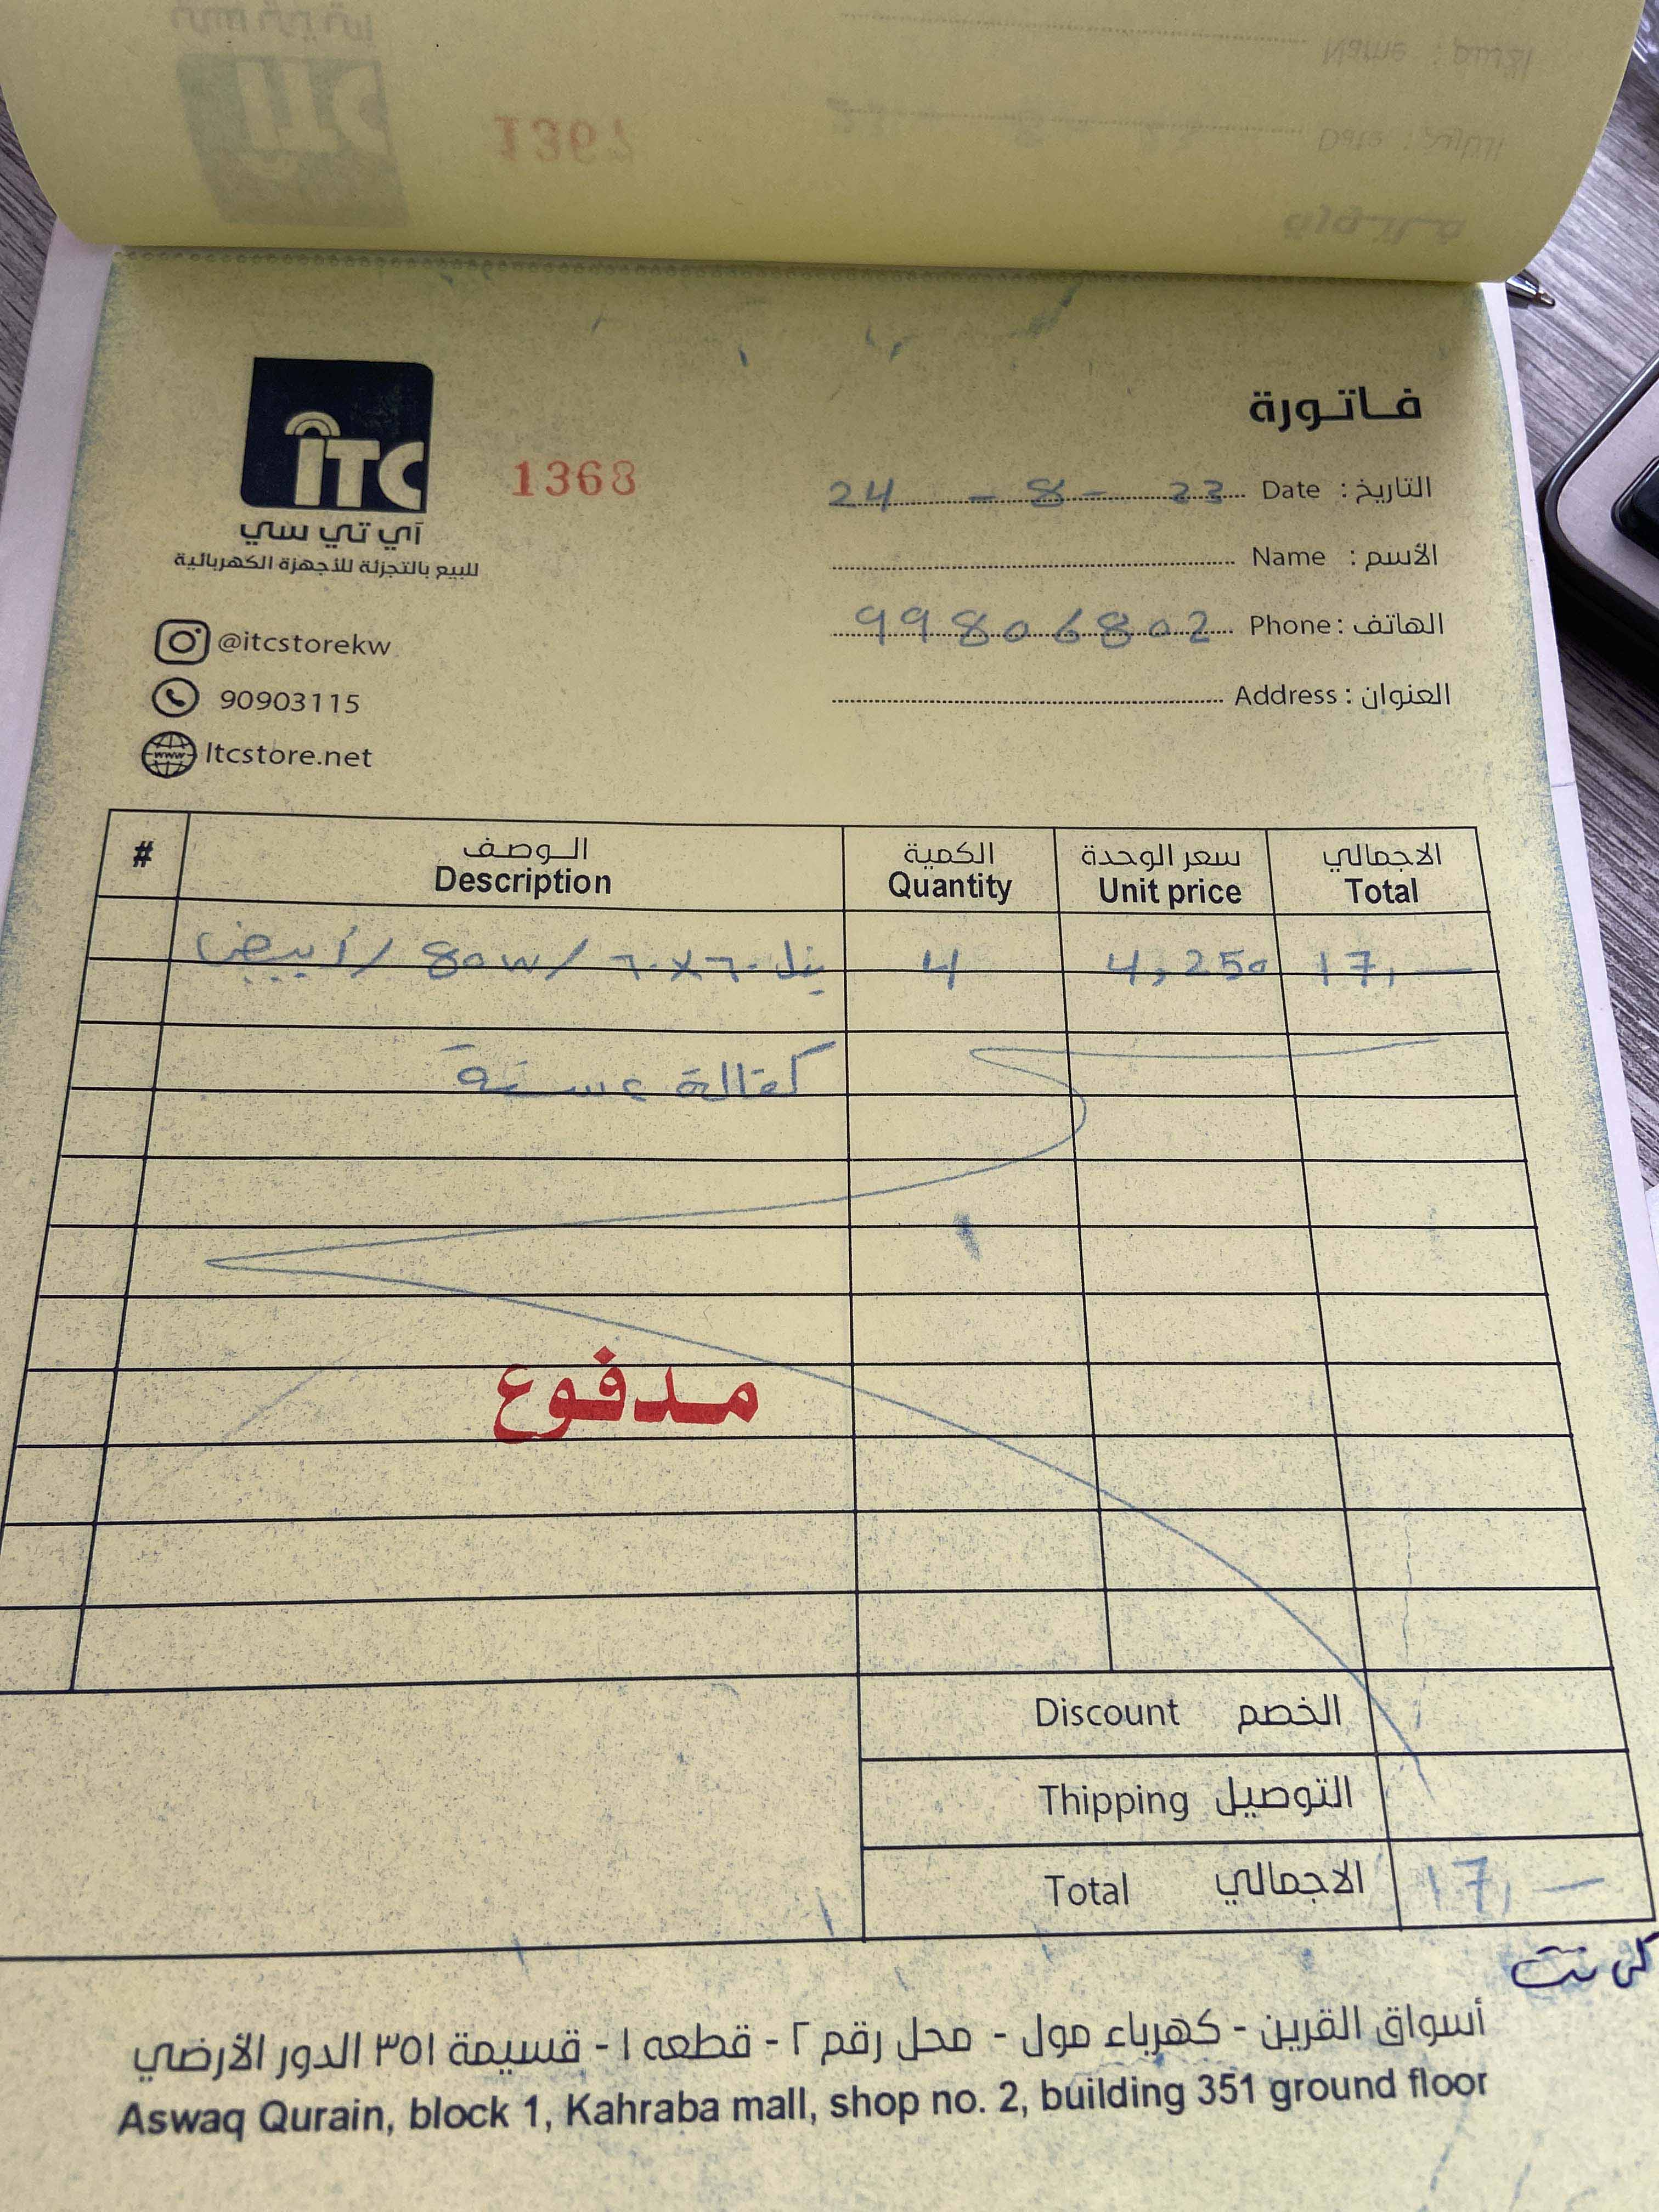 1367
ITC
آي تي سي
للبيع بالتجزئة للأجهزة الكهربائية
1368
فاتورة
24 - 8 - 23 Date : التاريخ
Name : الأسم
99806802 Phone : الهاتف
Address : العنوان
@itcstorekw
90903115
www
Itcstore.net
# الوصف الكمية سعر الوحدة الاجمالي
Description Quantity Unit price Total
بنل ٦٠x٦٠ / 80w / أبيض 4 4,250 17,—
كفالة سنة
مدفوع
Discount الخصم
Thipping التوصيل
Total الاجمالي 17,—
كي نت
أسواق القرين - كهرباء مول - محل رقم ٢ - قطعه ١ - قسيمة ٣٥١ الدور الأرضي
Aswaq Qurain, block 1, Kahraba mall, shop no. 2, building 351 ground floor